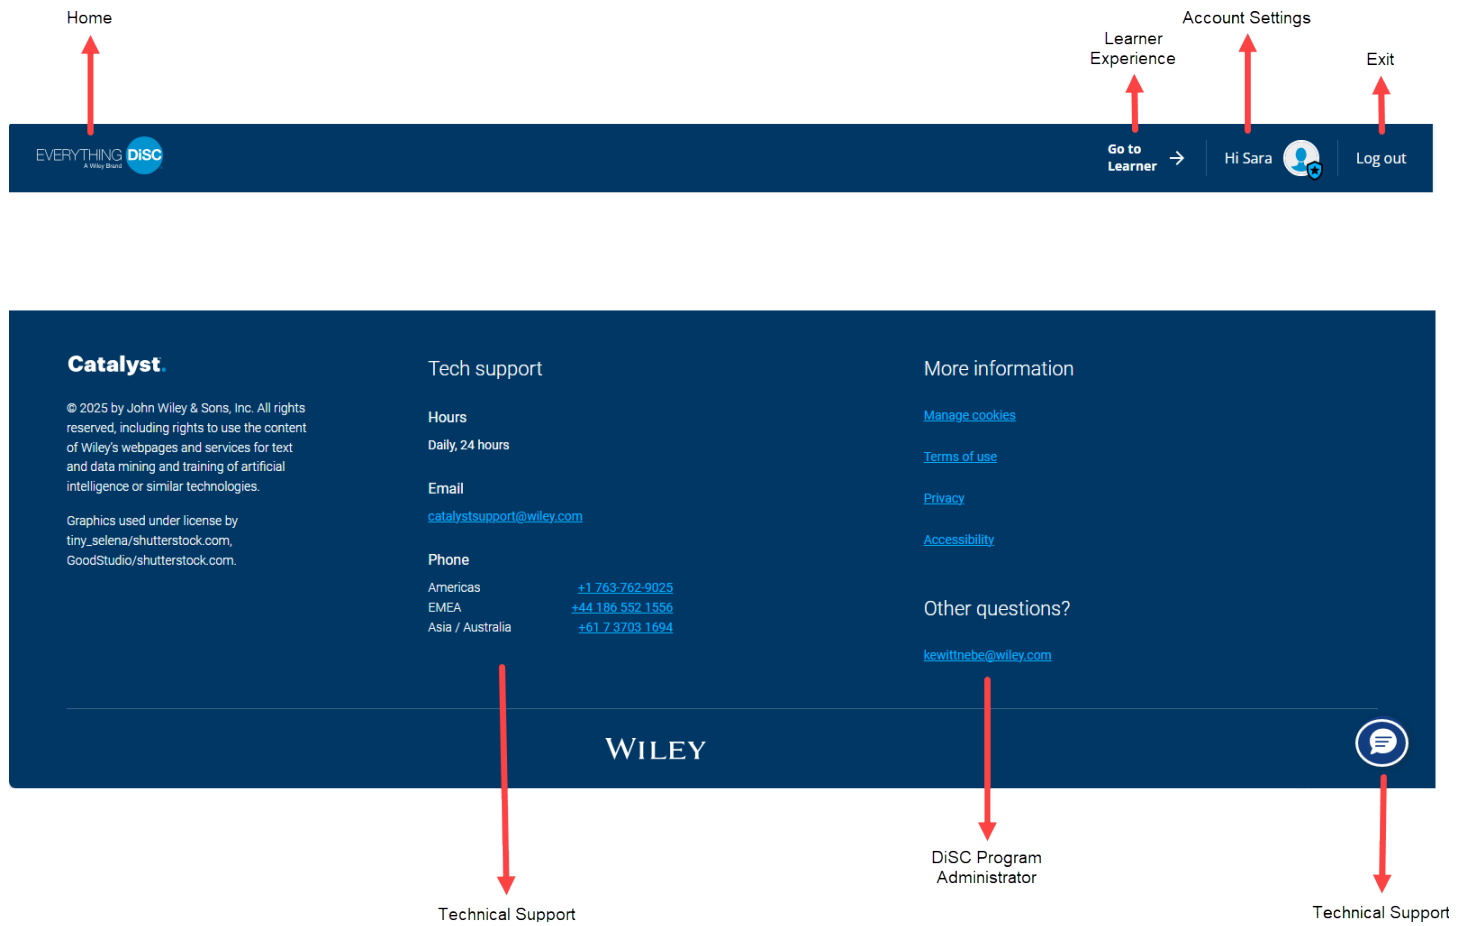 Home
Account Settings
Learner
Experience
Exit
EVERYTHING DiSC
A Wiley Brand
Go to
Learner
Hi Sara
Log out
Catalyst.
© 2025 by John Wiley & Sons, Inc. All rights
reserved, including rights to use the content
of Wiley's webpages and services for text
and data mining and training of artificial
intelligence or similar technologies.
Graphics used under license by
tiny_selena/shutterstock.com,
GoodStudio/shutterstock.com.
Tech support
Hours
Daily, 24 hours
Email
catalystsupport@wiley.com
Phone
Americas +1 763-762-9025
EMEA +44 186 552 1556
Asia / Australia +61 7 3703 1694
More information
Manage cookies
Terms of use
Privacy
Accessibility
Other questions?
kewittnebe@wiley.com
WILEY
DiSC Program
Administrator
Technical Support
Technical Support